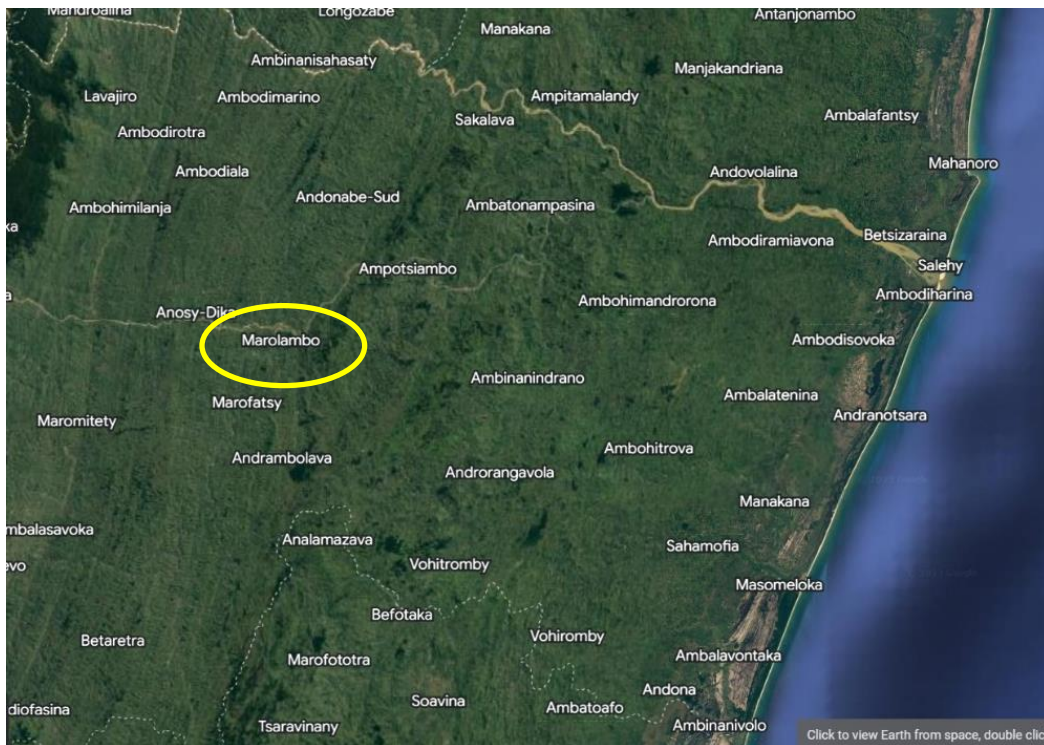 Mandroalina
Longozabe
Antanjonambo
Manakana
Ambinanisahasaty
Manjakandriana
Lavajiro
Ambodimarino
Ampitamalandy
Ambalafantsy
Sakalava
Ambodirotra
Mahanoro
Ambodiala
Andovolalina
Andonabe-Sud
Ambohimilanja
Ambatonampasina
ka
Betsizaraina
Ambodiramiavona
Salehy
Ampotsiambo
a
Ambohimandrorona
Ambodiharina
Anosy-Dika
Marolambo
Ambodisovoka
Ambinanindrano
Ambalatenina
Marofatsy
Andranotsara
Maromitety
Ambohitrova
Andrambolava
Androrangavola
Manakana
mbalasavoka
Analamazava
Sahamofia
evo
Vohitromby
Masomeloka
Befotaka
Vohiromby
Betaretra
Ambalavontaka
Marofototra
Andona
Soavina
diofasina
Ambatoafo
Tsaravinany
Ambinanivolo
Click to view Earth from space, double clic